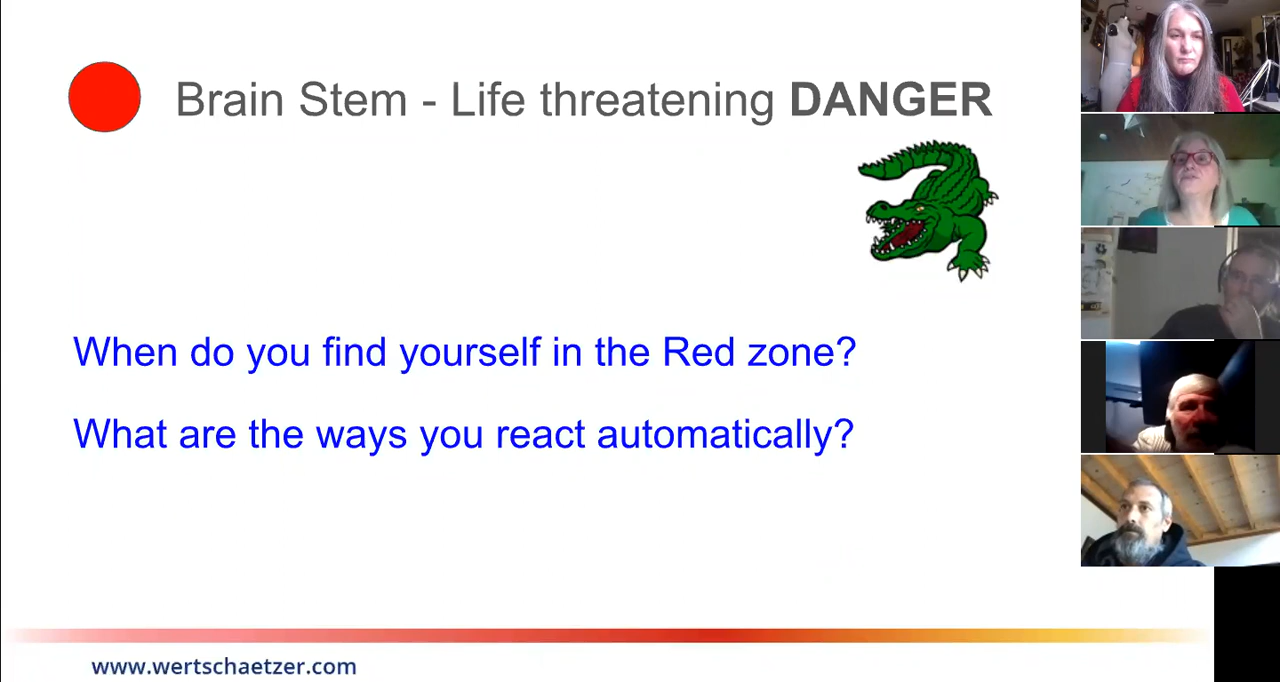 Brain Stem - Life threatening DANGER
When do you find yourself in the Red zone?
What are the ways you react automatically?
www.wertschaetzer.com